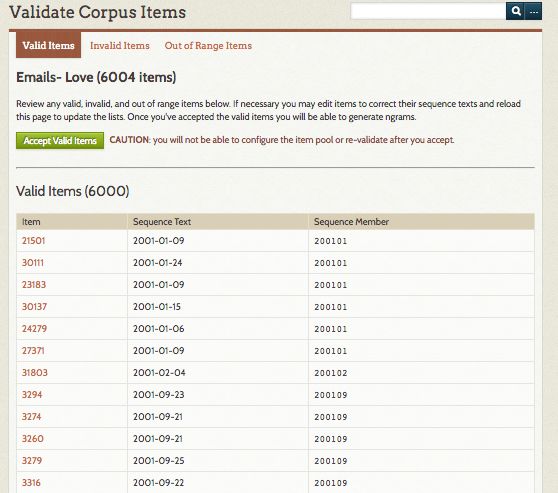 Validate Corpus Items
...
Valid Items Invalid Items Out of Range Items
Emails- Love (6004 items)
Review any valid, invalid, and out of range items below. If necessary you may edit items to correct their sequence texts and reload
this page to update the lists. Once you've accepted the valid items you will be able to generate ngrams.
Accept Valid Items CAUTION: you will not be able to configure the item pool or re-validate after you accept.
Valid Items (6000)
Item Sequence Text Sequence Member
21501 2001-01-09 200101
30111 2001-01-24 200101
23183 2001-01-09 200101
30137 2001-01-15 200101
24279 2001-01-06 200101
27371 2001-01-09 200101
31803 2001-02-04 200102
3294 2001-09-23 200109
3274 2001-09-21 200109
3260 2001-09-21 200109
3279 2001-09-25 200109
3316 2001-09-22 200109